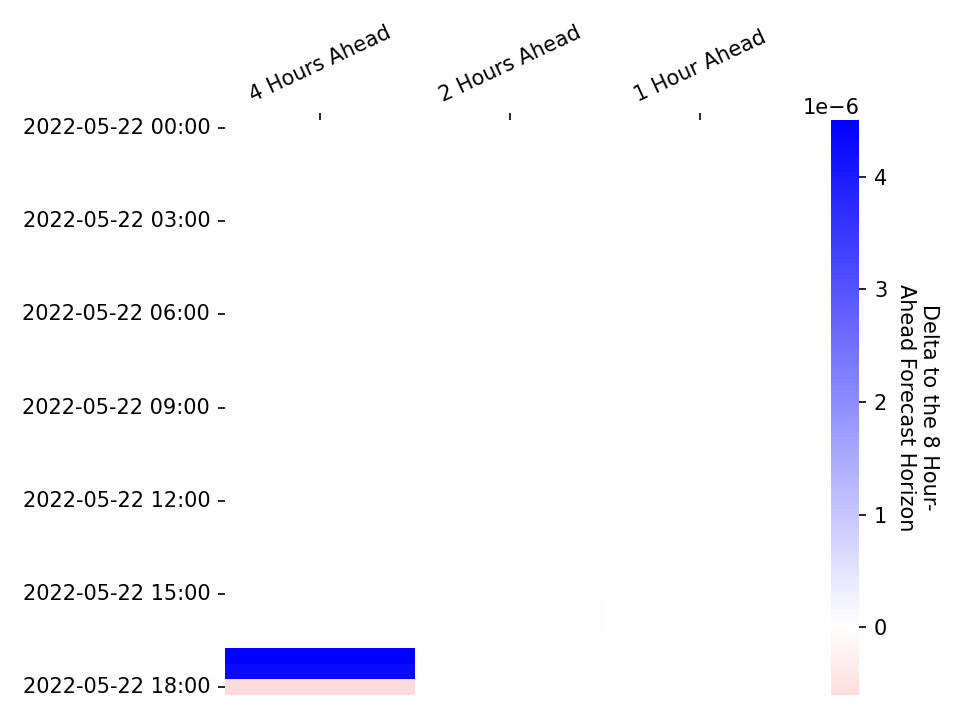 4 Hours Ahead
2 Hours Ahead
1 Hour Ahead
1e−6
2022-05-22 00:00
2022-05-22 03:00
2022-05-22 06:00
2022-05-22 09:00
2022-05-22 12:00
2022-05-22 15:00
2022-05-22 18:00
4
3
2
1
0
Delta to the 8 Hour-
Ahead Forecast Horizon